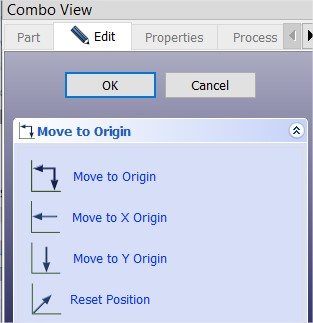 Combo View
Part Edit Properties Process
OK Cancel
Move to Origin
Move to Origin
Move to X Origin
Move to Y Origin
Reset Position